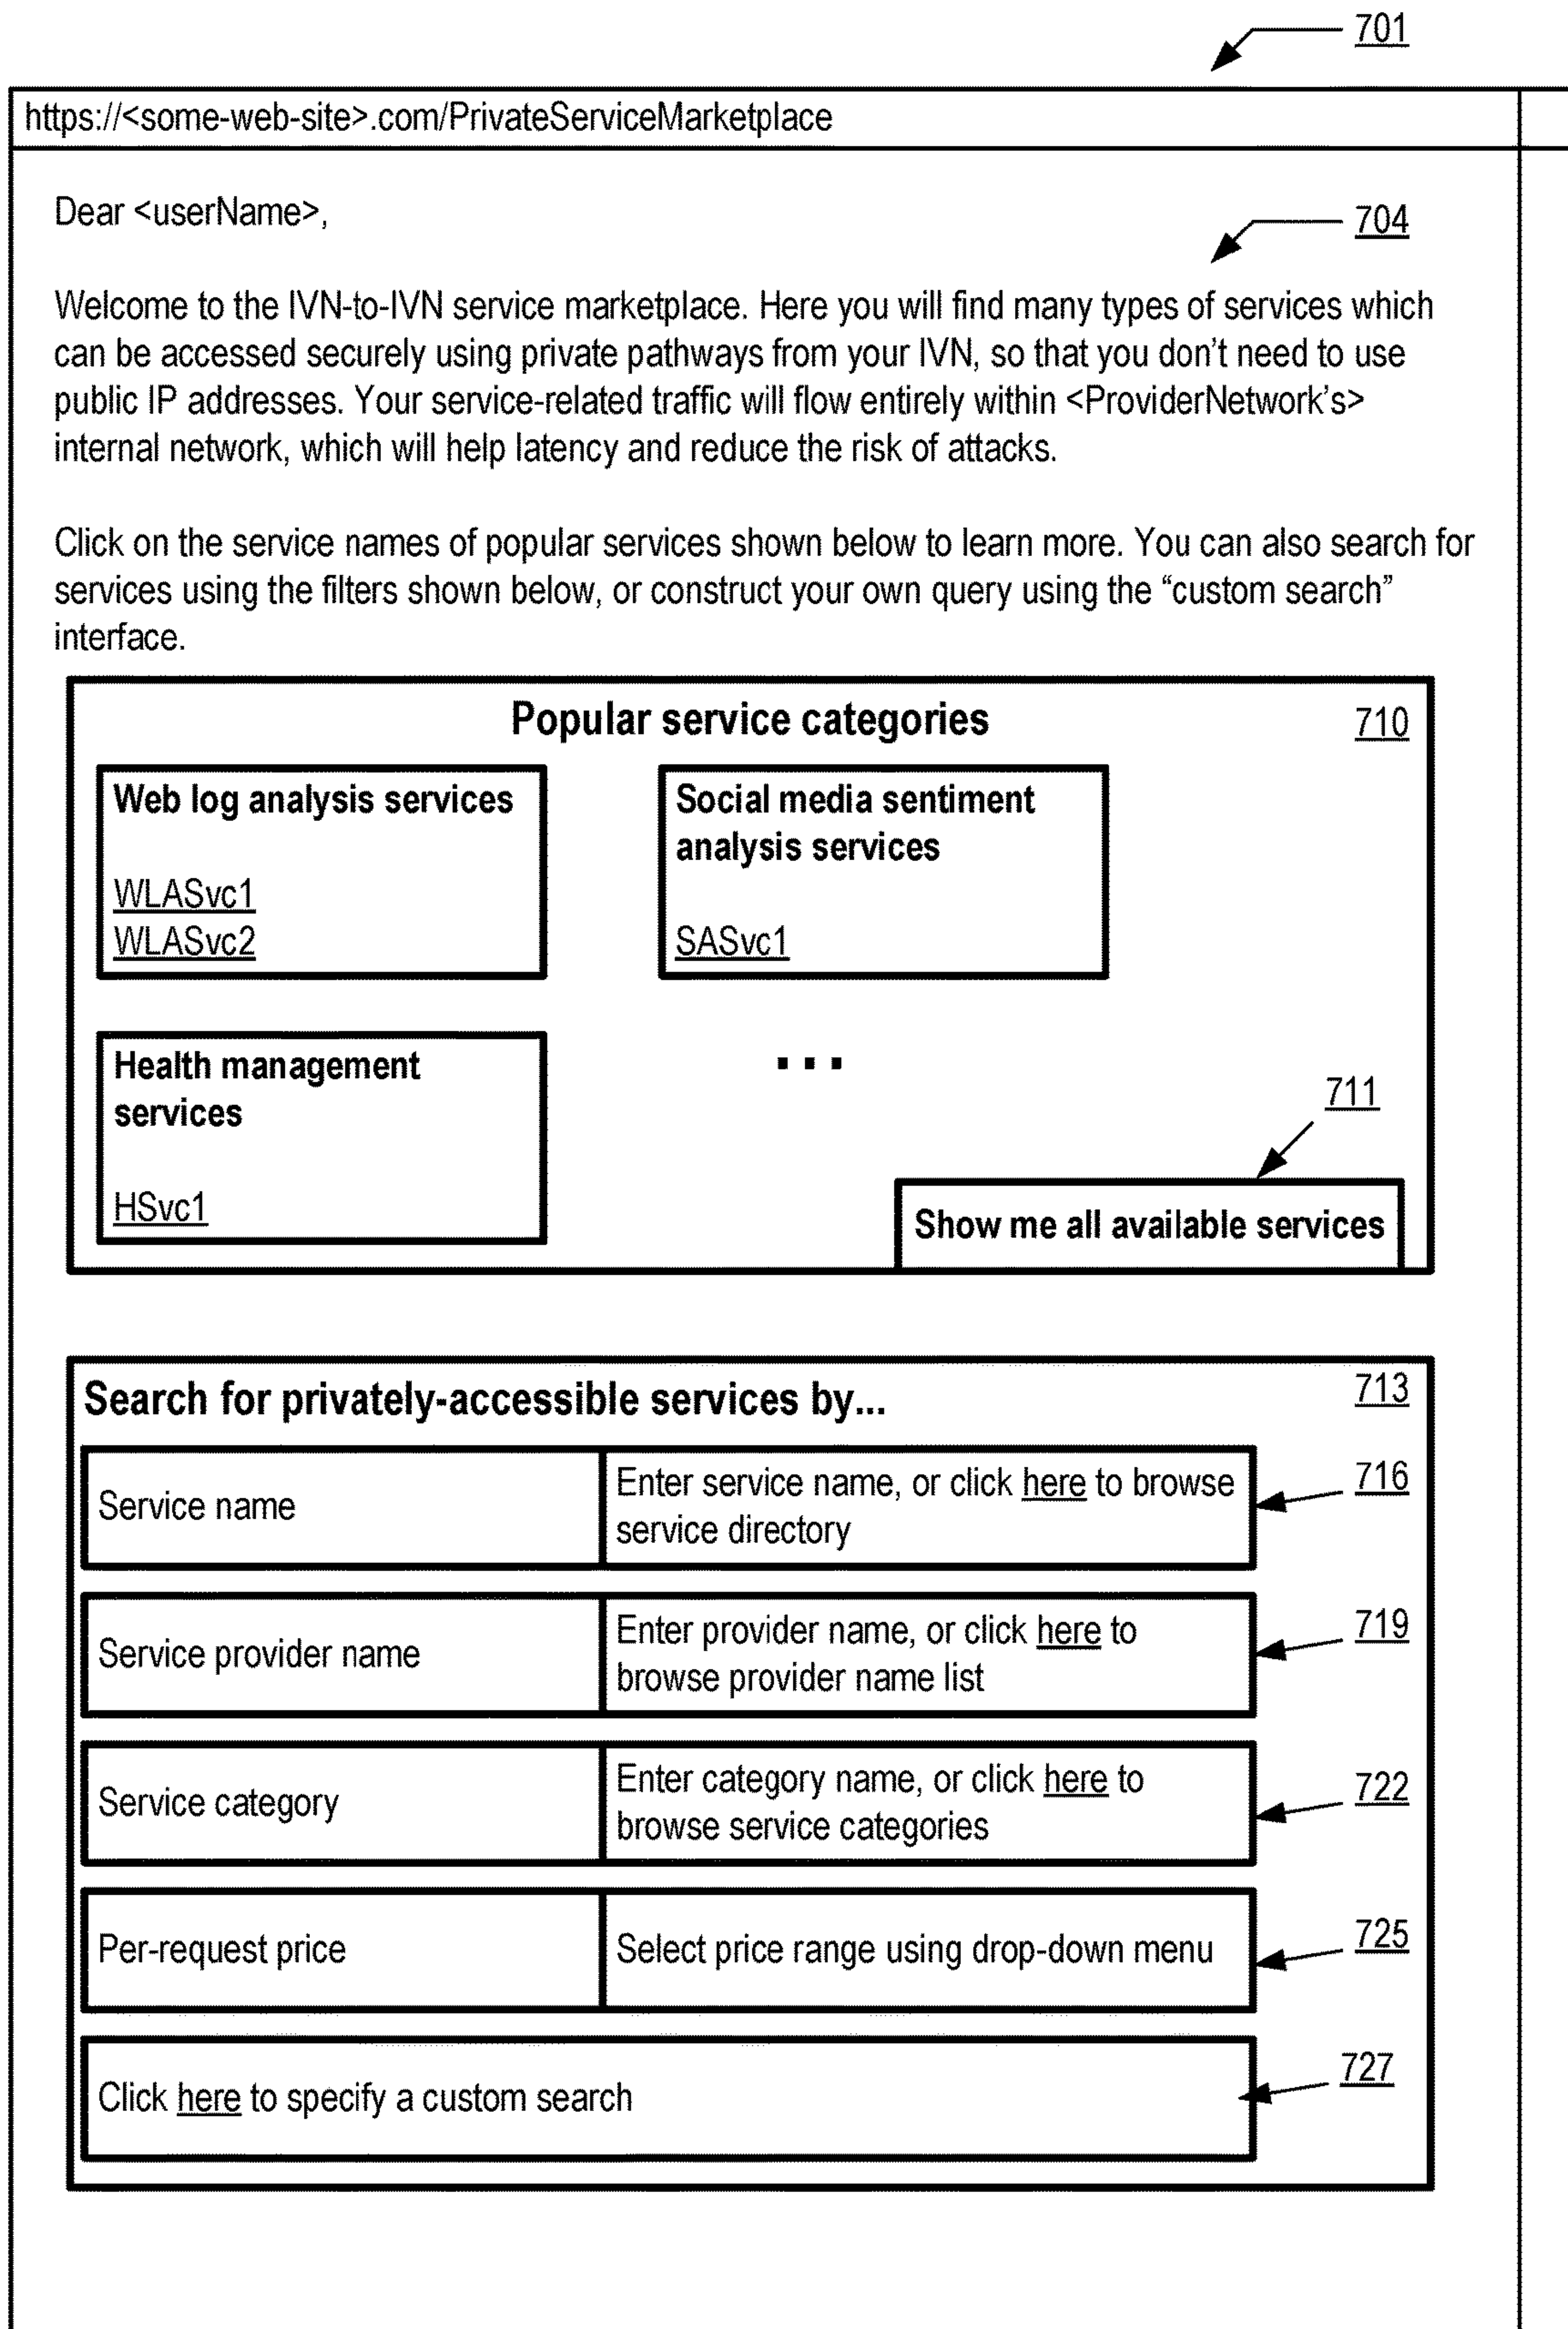 701
https://<some-web-site>.com/PrivateServiceMarketplace
Dear <userName>,
704
Welcome to the IVN-to-IVN service marketplace. Here you will find many types of services which
can be accessed securely using private pathways from your IVN, so that you don't need to use
public IP addresses. Your service-related traffic will flow entirely within <ProviderNetwork's>
internal network, which will help latency and reduce the risk of attacks.
Click on the service names of popular services shown below to learn more. You can also search for
services using the filters shown below, or construct your own query using the “custom search”
interface.
Popular service categories
710
Web log analysis services
WLASvc1
WLASvc2
Social media sentiment
analysis services
SASvc1
Health management
services
HSvc1
...
711
Show me all available services
Search for privately-accessible services by...
713
Service name
Enter service name, or click here to browse
service directory
716
Service provider name
Enter provider name, or click here to
browse provider name list
719
Service category
Enter category name, or click here to
browse service categories
722
Per-request price
Select price range using drop-down menu
725
Click here to specify a custom search
727